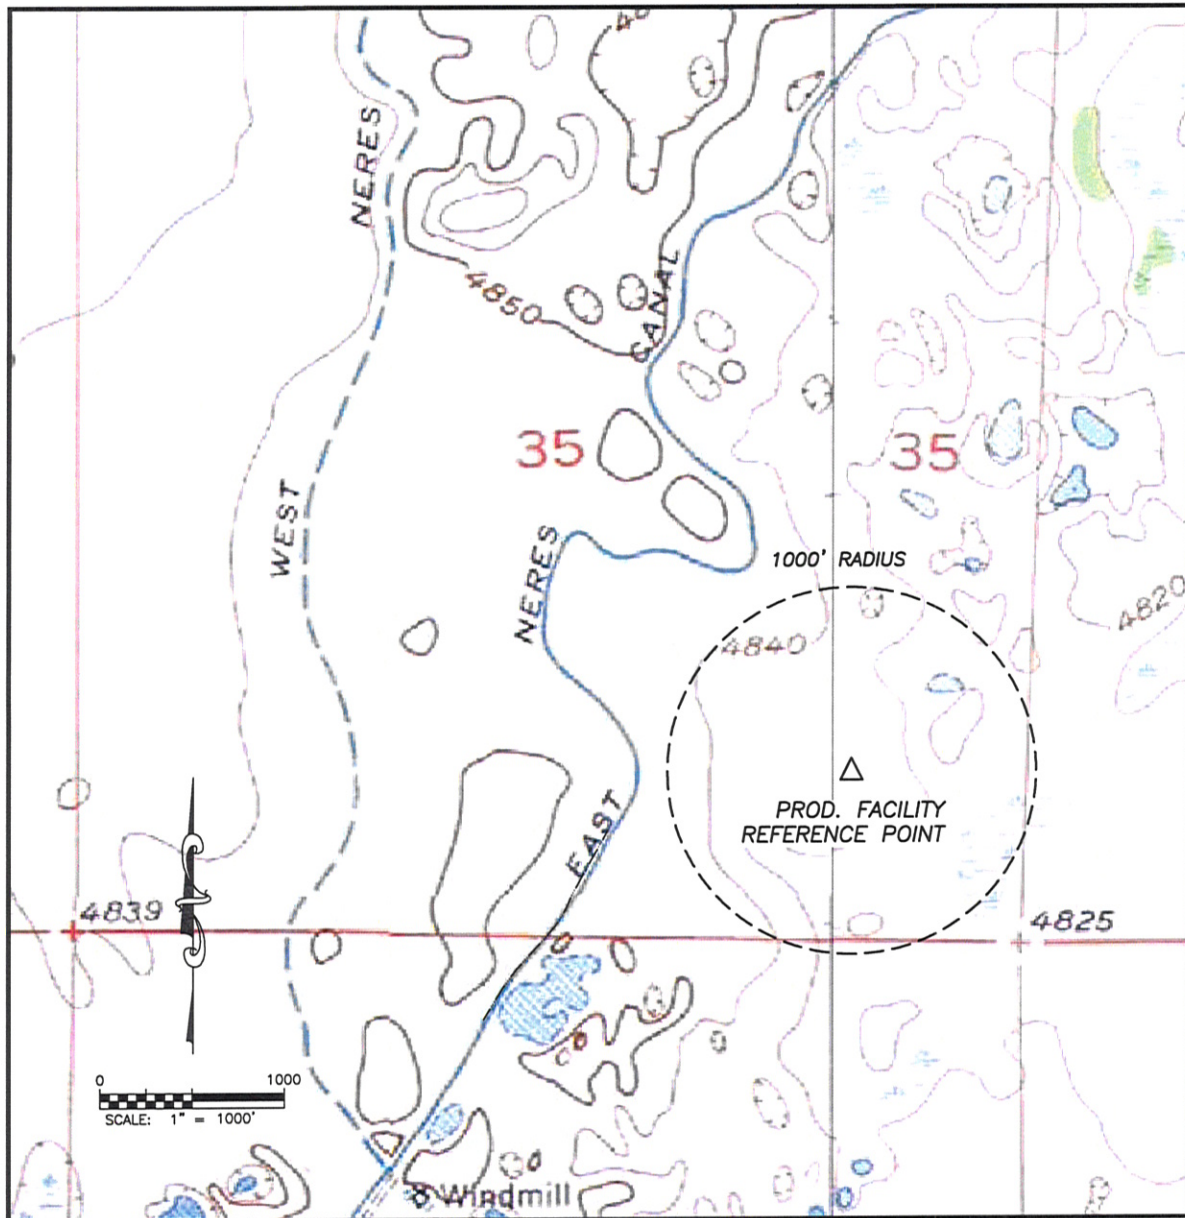 40
NERES
4850
CANAL
35
35
WEST
NERES
1000' RADIUS
4820
4840
EAST
PROD. FACILITY
REFERENCE POINT
4839
4825
0 1000
SCALE: 1" = 1000'
Windmill